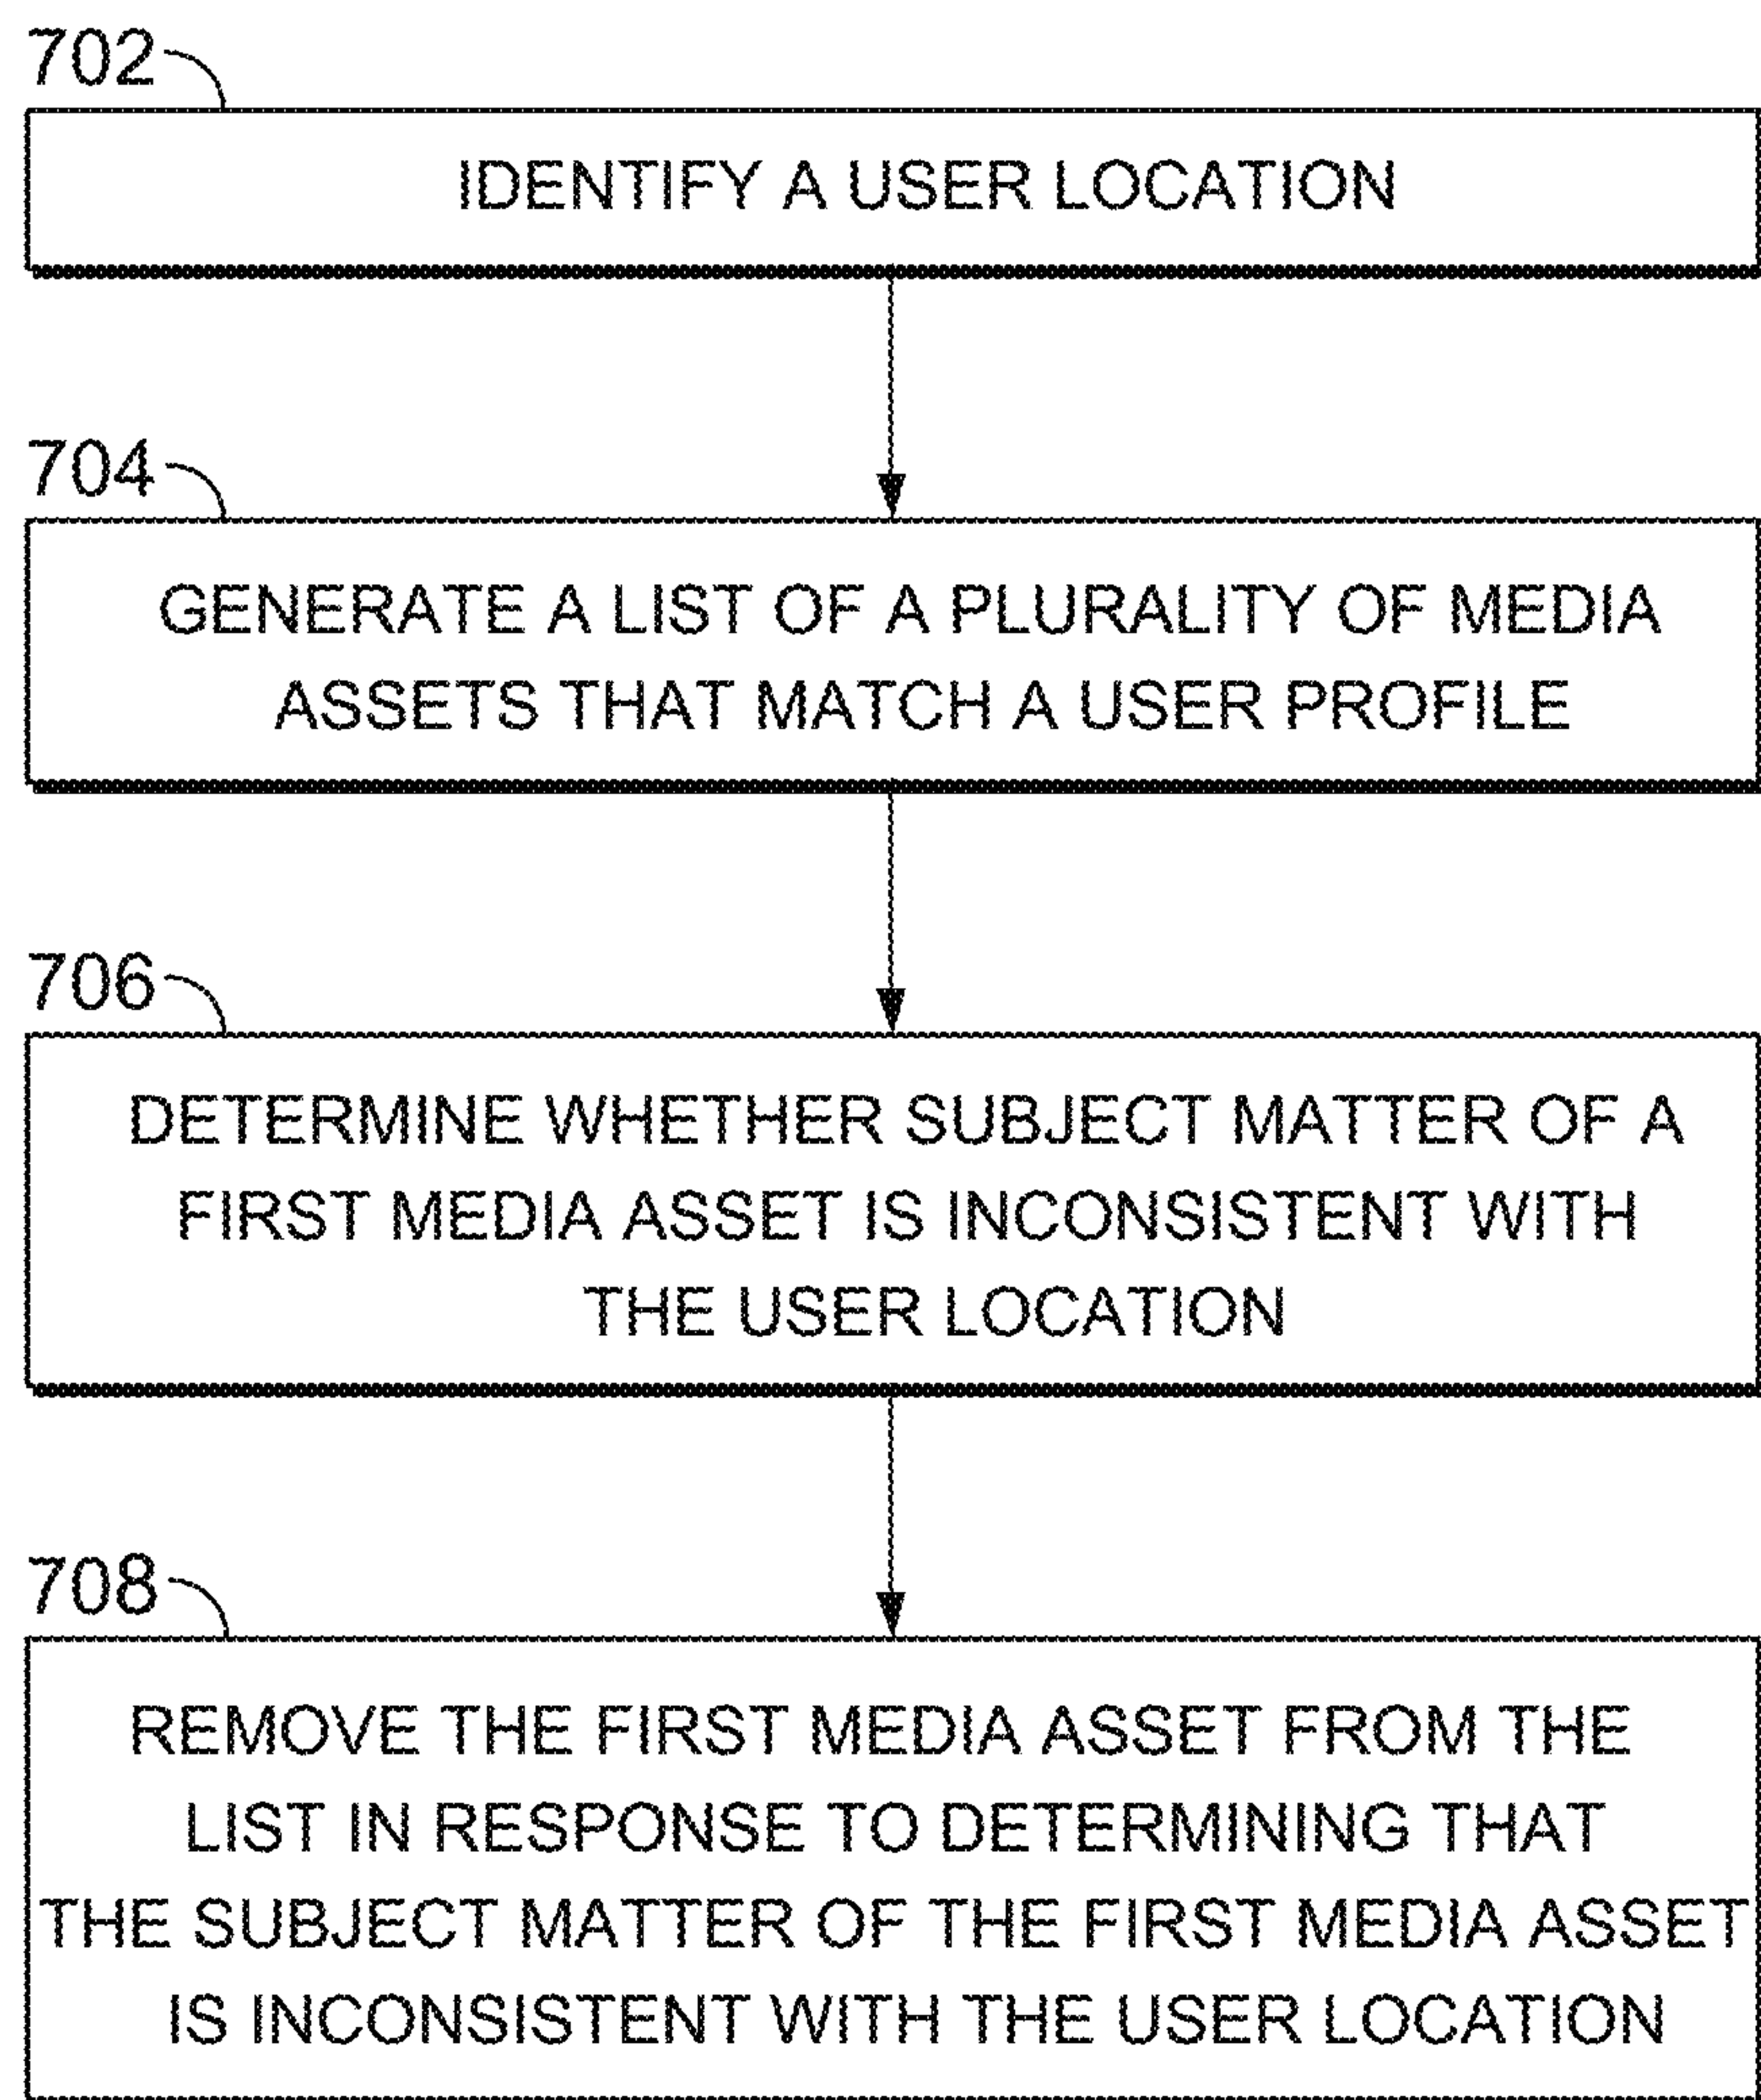 702
IDENTIFY A USER LOCATION
704
GENERATE A LIST OF A PLURALITY OF MEDIA
ASSETS THAT MATCH A USER PROFILE
706
DETERMINE WHETHER SUBJECT MATTER OF A
FIRST MEDIA ASSET IS INCONSISTENT WITH
THE USER LOCATION
708
REMOVE THE FIRST MEDIA ASSET FROM THE
LIST IN RESPONSE TO DETERMINING THAT
THE SUBJECT MATTER OF THE FIRST MEDIA ASSET
IS INCONSISTENT WITH THE USER LOCATION